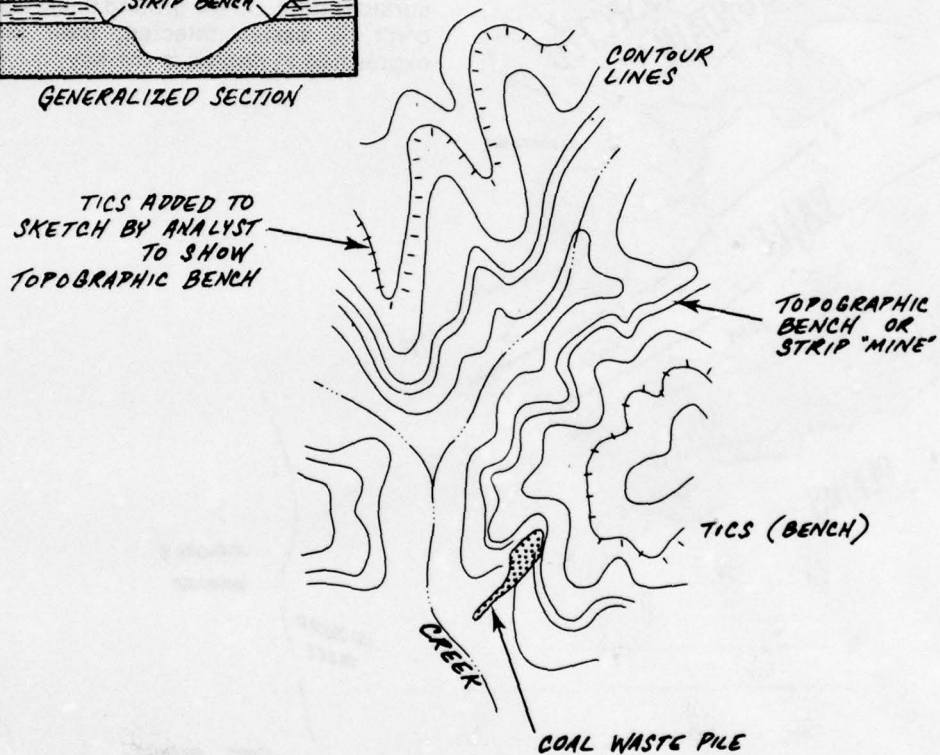 STRIP BENCH
GENERALIZED SECTION
CONTOUR
LINES
TICS ADDED TO
SKETCH BY ANALYST
TO SHOW
TOPOGRAPHIC BENCH
TOPOGRAPHIC
BENCH OR
STRIP "MINE"
TICS (BENCH)
CREEK
COAL WASTE PILE